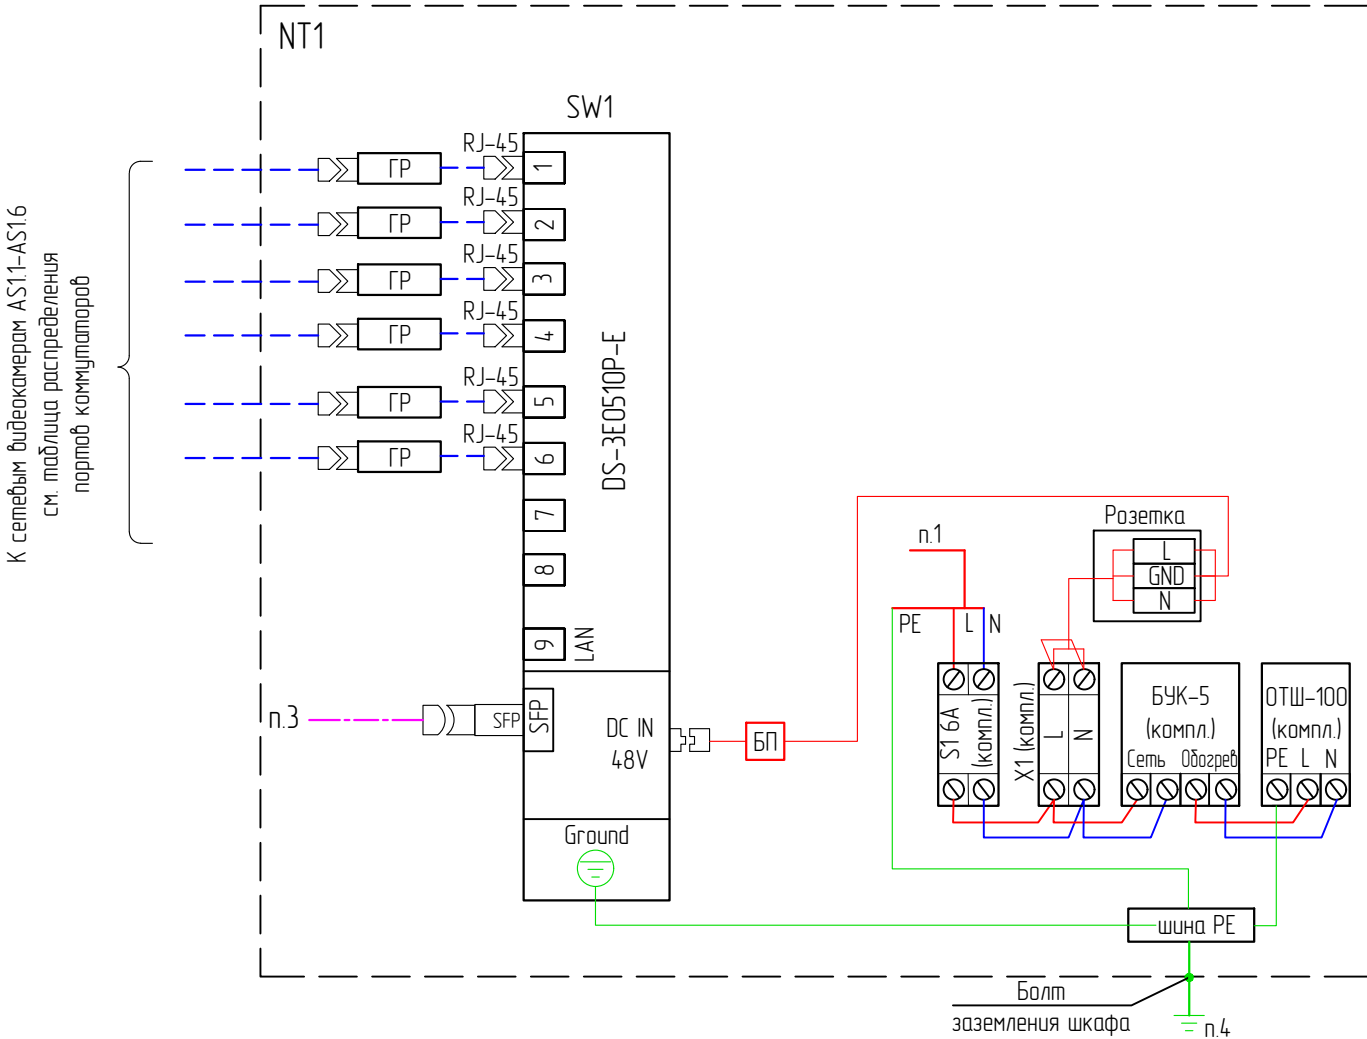 NT1
SW1
К сетевым видеокамерам AS1.1-AS1.6
см. таблица распределения
портов коммутаторов
ГР
RJ-45
1
ГР
RJ-45
2
ГР
RJ-45
3
ГР
RJ-45
4
ГР
RJ-45
5
ГР
RJ-45
6
7
8
9
LAN
DS-3E0510P-E
п.3
SFP
SFP
DC IN
48V
БП
Ground
п.1
PE
L
N
Розетка
L
GND
N
S1 6A
(компл.)
X1 (компл.)
L
N
БУК-5
(компл.)
Сеть Обогрев
ОТШ-100
(компл.)
PE L N
шина PE
Болт
заземления шкафа
п.4